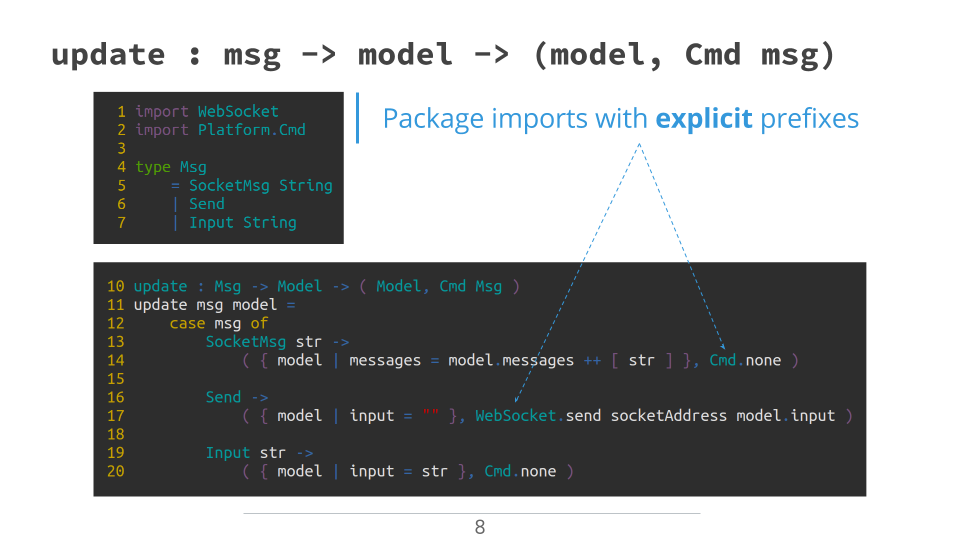 update : msg -> model -> (model, Cmd msg)
1 import WebSocket
2 import Platform.Cmd
3
4 type Msg
5     = SocketMsg String
6     | Send
7     | Input String
Package imports with explicit prefixes
10 update : Msg -> Model -> ( Model, Cmd Msg )
11 update msg model =
12     case msg of
13         SocketMsg str ->
14             ( { model | messages = model.messages ++ [ str ] }, Cmd.none )
15
16         Send ->
17             ( { model | input = "" }, WebSocket.send socketAddress model.input )
18
19         Input str ->
20             ( { model | input = str }, Cmd.none )
8